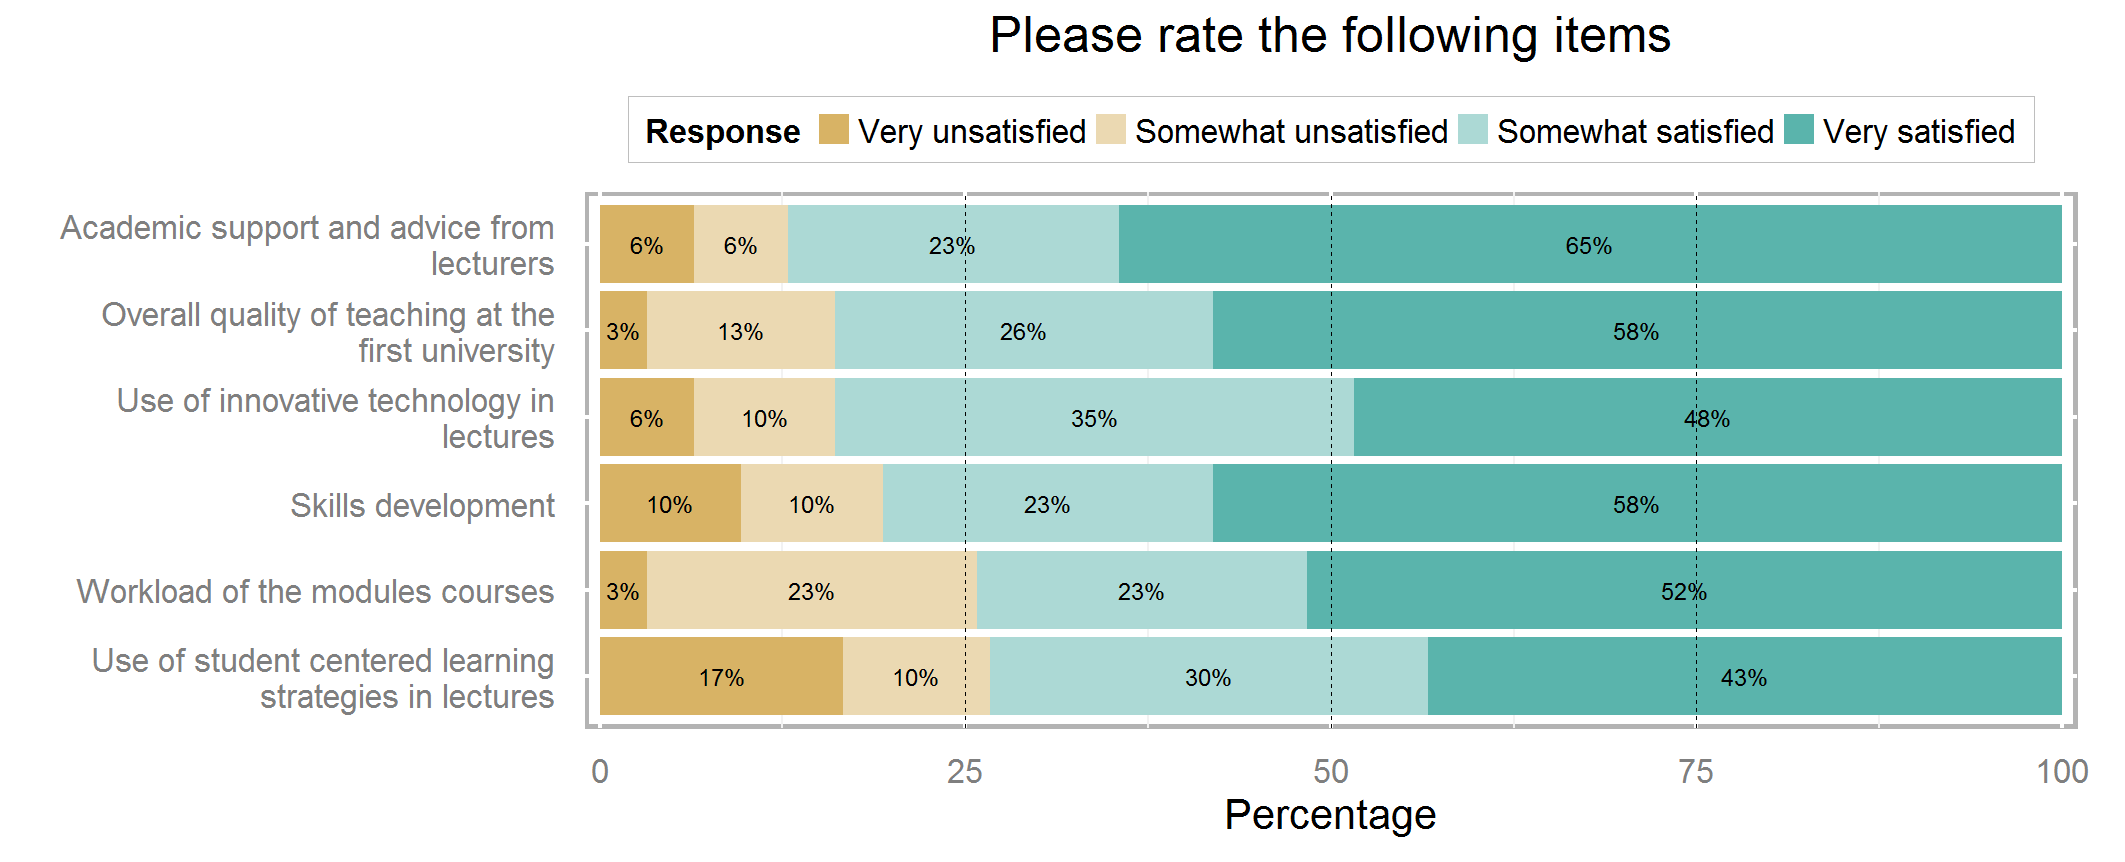 Please rate the following items
Response Very unsatisfied Somewhat unsatisfied Somewhat satisfied Very satisfied
Academic support and advice from
lecturers
6% 6% 23% 65%
Overall quality of teaching at the
first university
3% 13% 26% 58%
Use of innovative technology in
lectures
6% 10% 35% 48%
Skills development
10% 10% 23% 58%
Workload of the modules courses
3% 23% 23% 52%
Use of student centered learning
strategies in lectures
17% 10% 30% 43%
0 25 50 75 100
Percentage